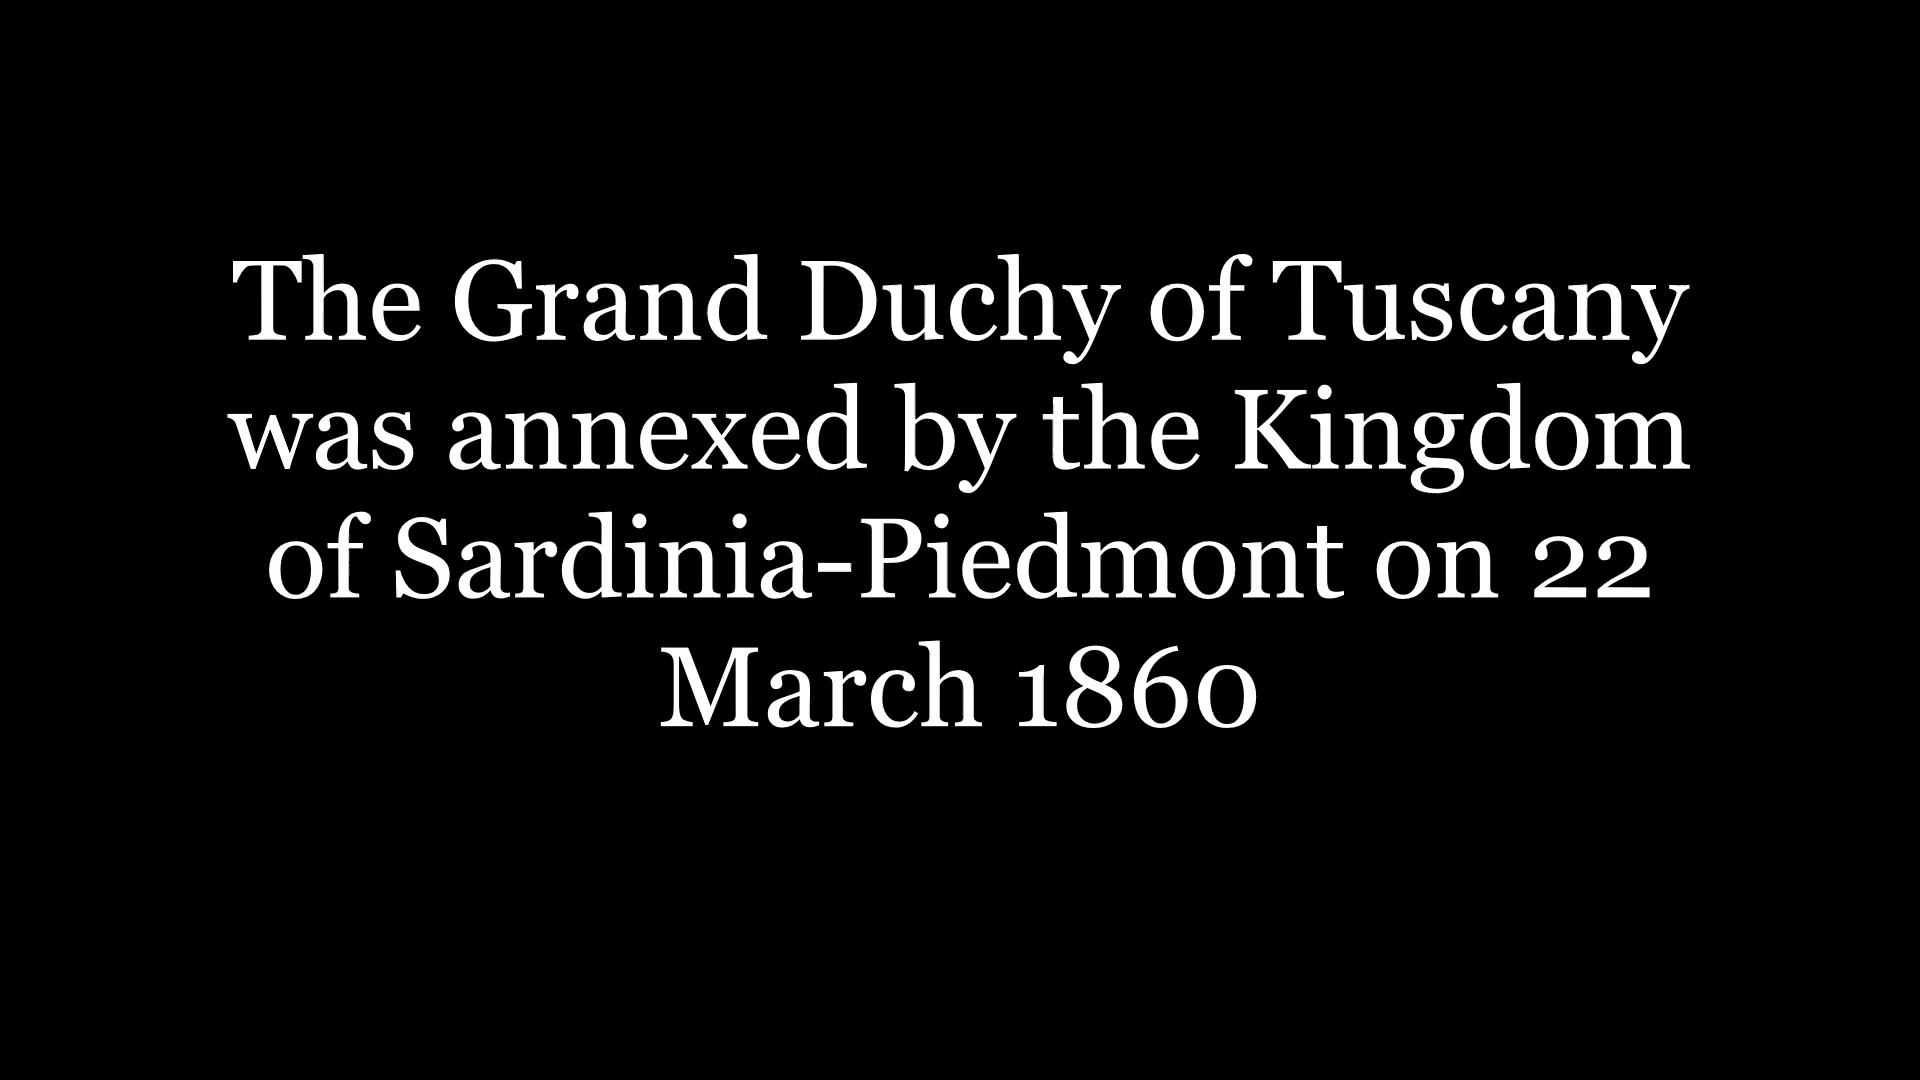 The Grand Duchy of Tuscany
was annexed by the Kingdom
of Sardinia-Piedmont on 22
March 1860